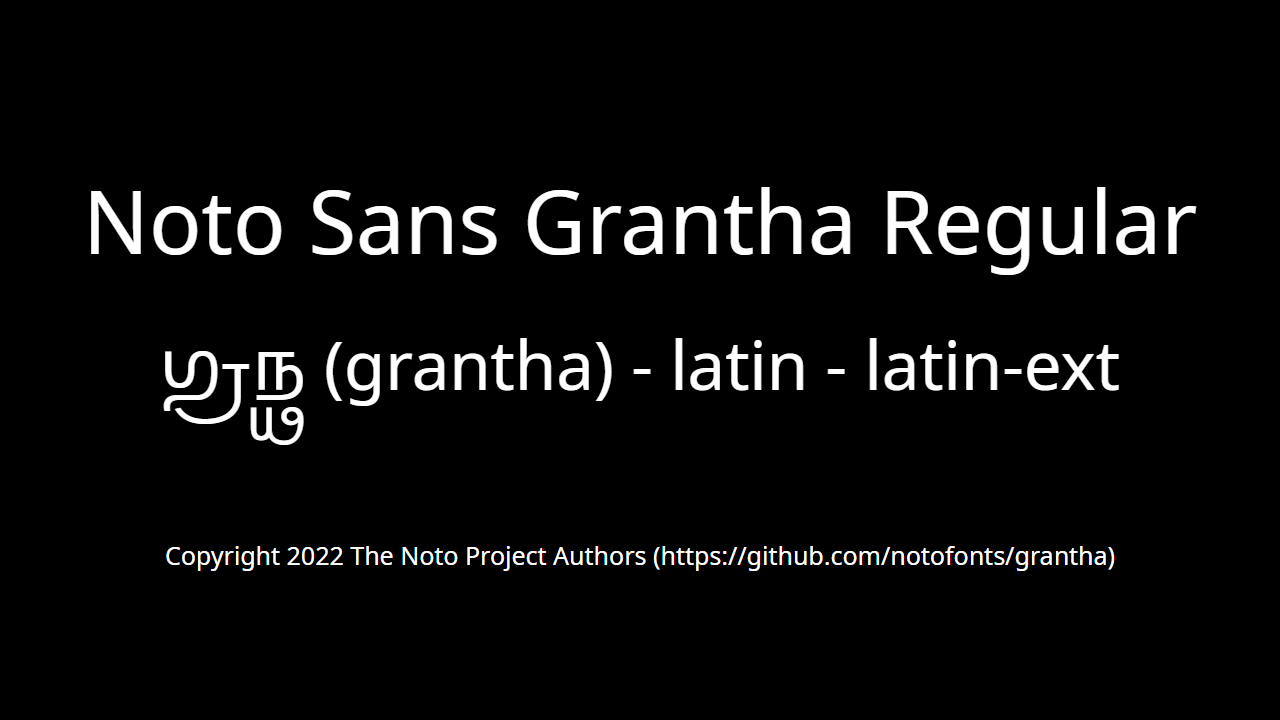 Noto Sans Grantha Regular
𑌗𑍍𑌰𑌨𑍍𑌥 (grantha) - latin - latin-ext
Copyright 2022 The Noto Project Authors (https://github.com/notofonts/grantha)